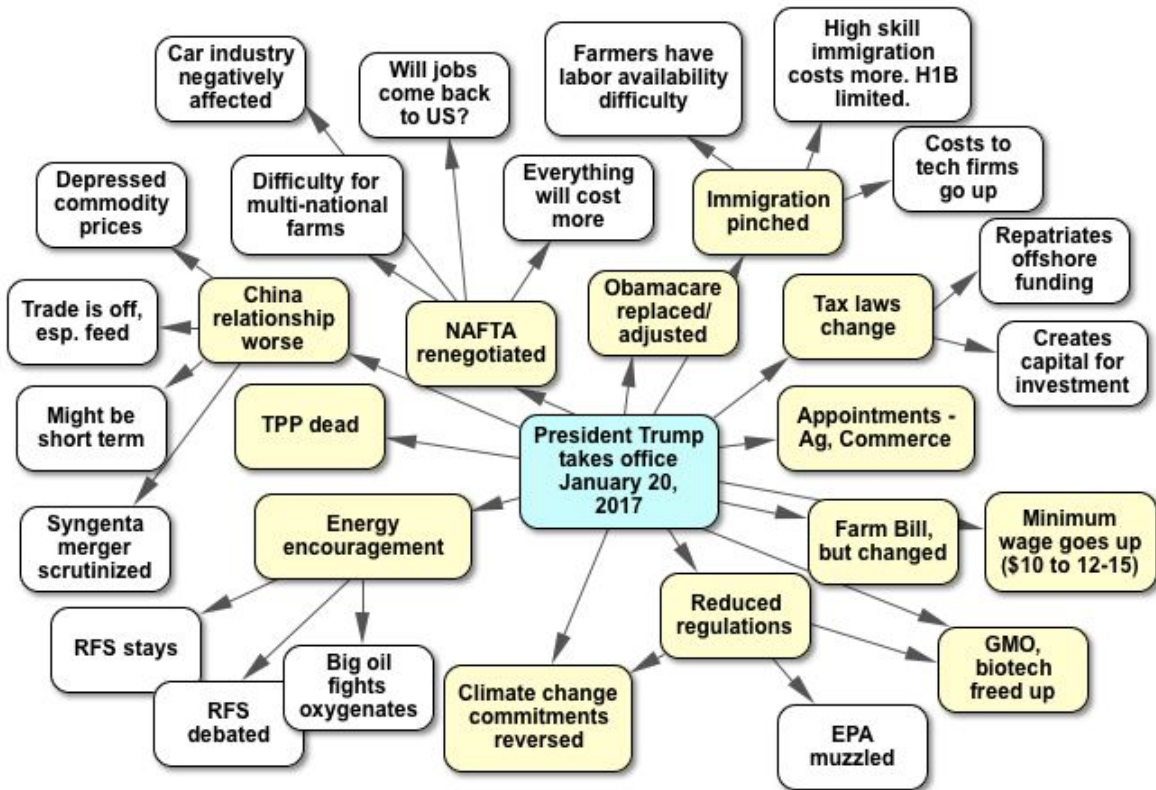 Car industry
negatively
affected
Will jobs
come back
to US?
Farmers have
labor availability
difficulty
High skill
immigration
costs more. H1B
limited.
Depressed
commodity
prices
Difficulty for
multi-national
farms
Everything
will cost
more
Immigration
pinched
Costs to
tech firms
go up
Trade is off,
esp. feed
China
relationship
worse
NAFTA
renegotiated
Obamacare
replaced/
adjusted
Tax laws
change
Repatriates
offshore
funding
Creates
capital for
investment
Might be
short term
TPP dead
President Trump
takes office
January 20,
2017
Appointments -
Ag, Commerce
Syngenta
merger
scrutinized
Energy
encouragement
Farm Bill,
but changed
Minimum
wage goes up
($10 to 12-15)
RFS stays
RFS
debated
Big oil
fights
oxygenates
Climate change
commitments
reversed
Reduced
regulations
EPA
muzzled
GMO,
biotech
freed up